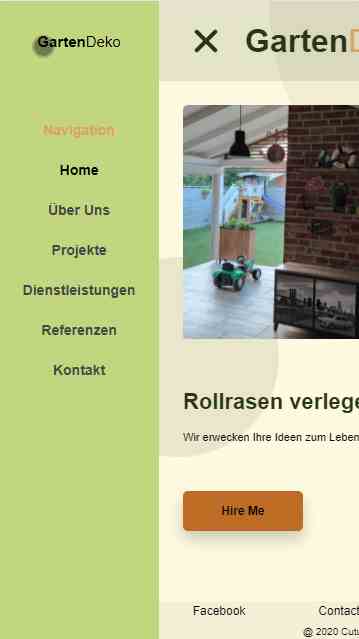 GartenDeko
Navigation
Home
Über Uns
Projekte
Dienstleistungen
Referenzen
Kontakt
GartenD
Rollrasen verlege
Wir erwecken Ihre Ideen zum Leben
Hire Me
Facebook Contact
@ 2020 Cutu